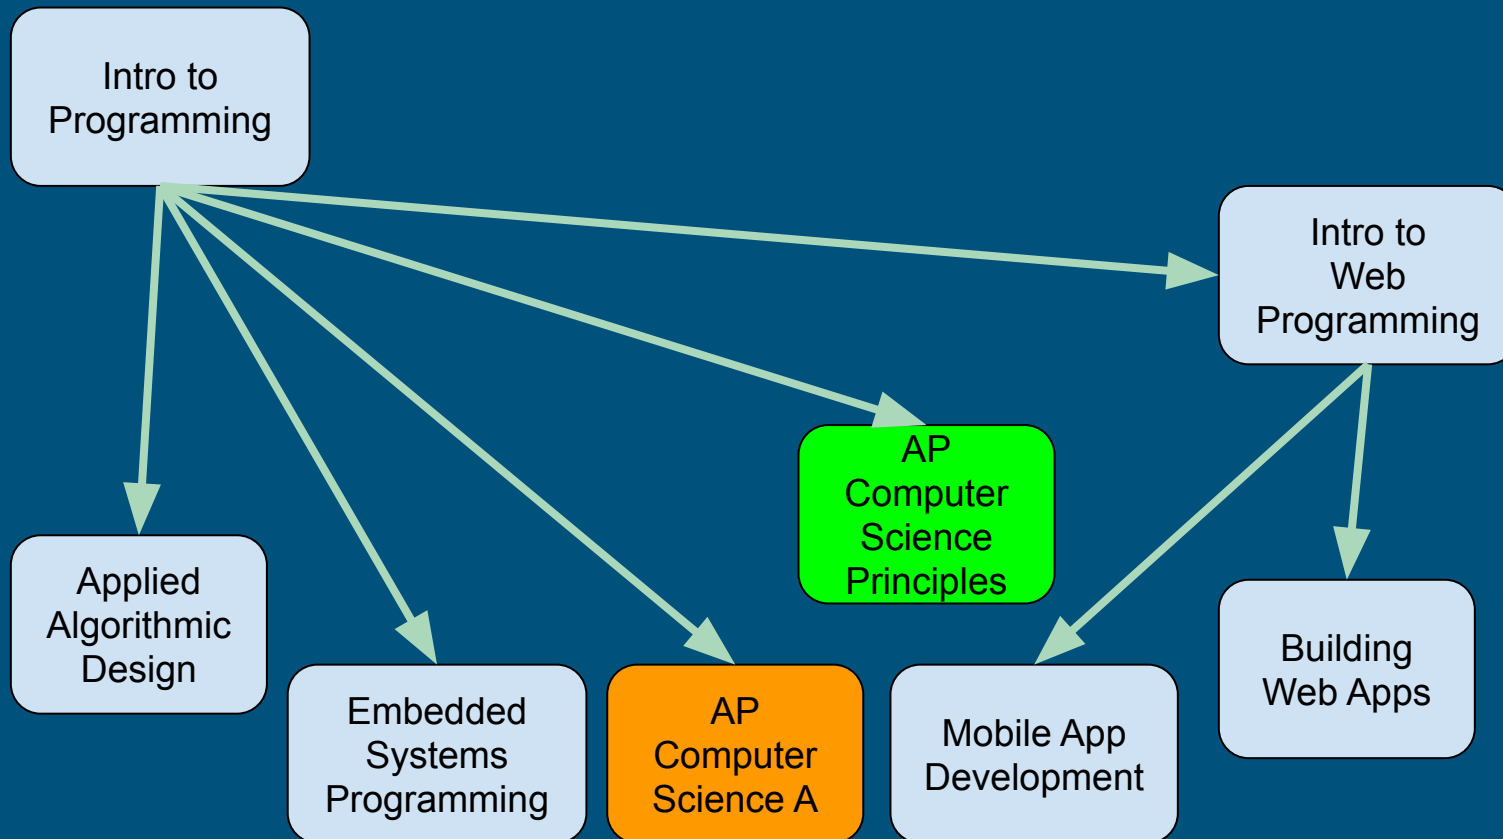 Intro to
Programming
Intro to
Web
Programming
AP
Computer
Science
Principles
Applied
Algorithmic
Design
Embedded
Systems
Programming
AP
Computer
Science A
Mobile App
Development
Building
Web Apps